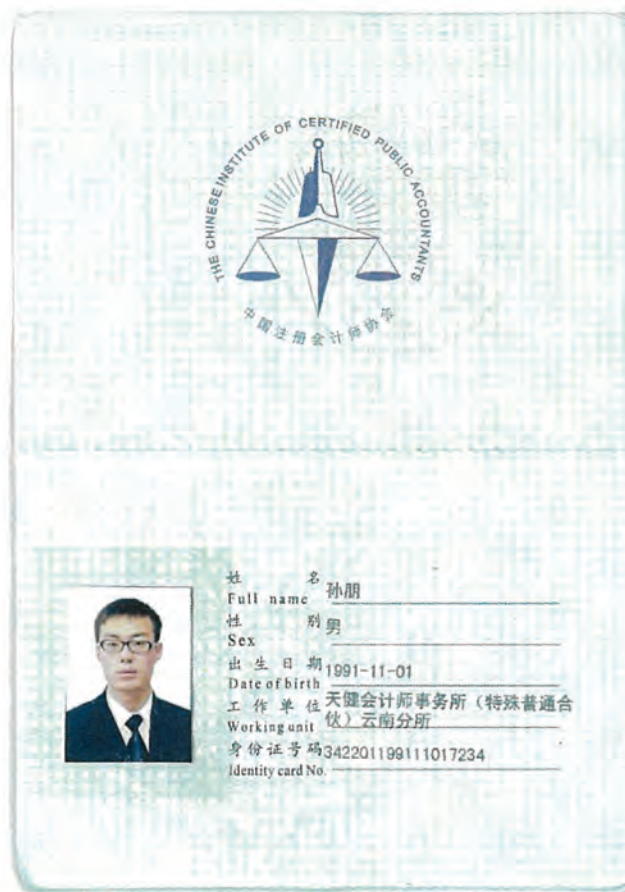 THE CHINESE INSTITUTE OF CERTIFIED PUBLIC ACCOUNTANTS
中国注册会计师协会
姓 名 孙朋
Full name
性 别 男
Sex
出生日期 1991-11-01
Date of birth
工作单位 天健会计师事务所（特殊普通合
Working unit 伙）云南分所
身份证号码 342201199111017234
Identity card No.